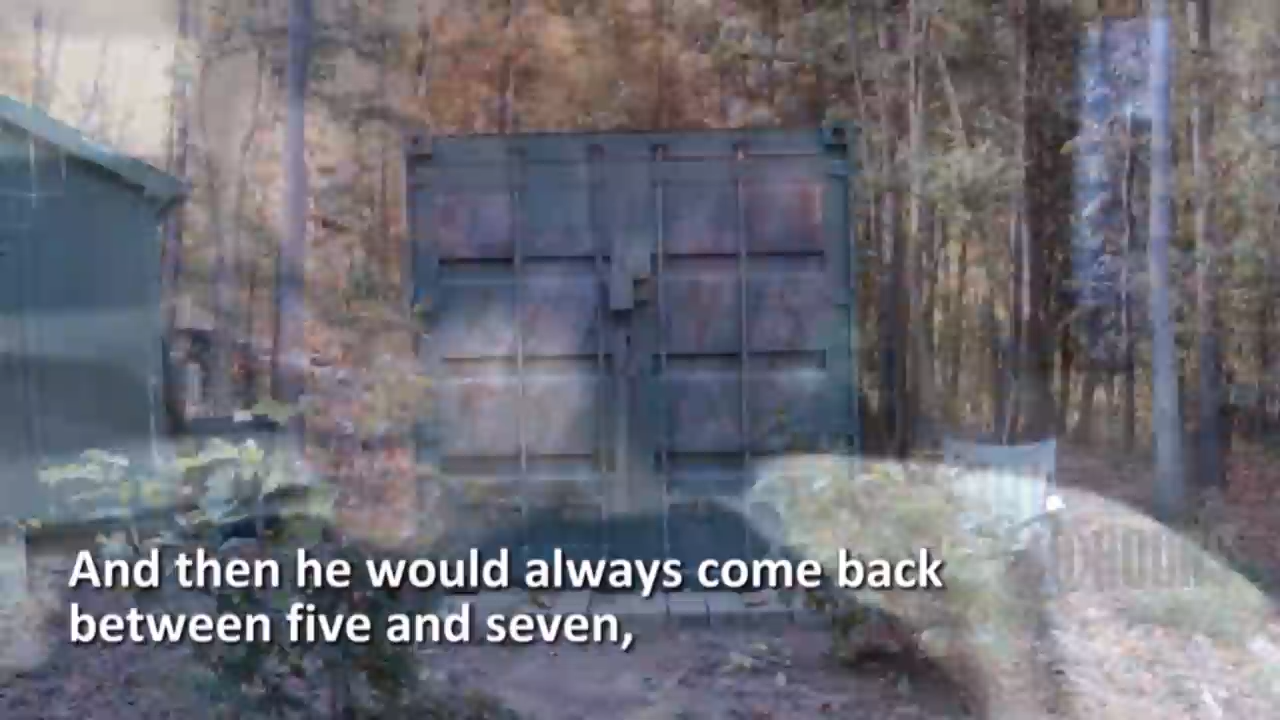 And then he would always come back
between five and seven,